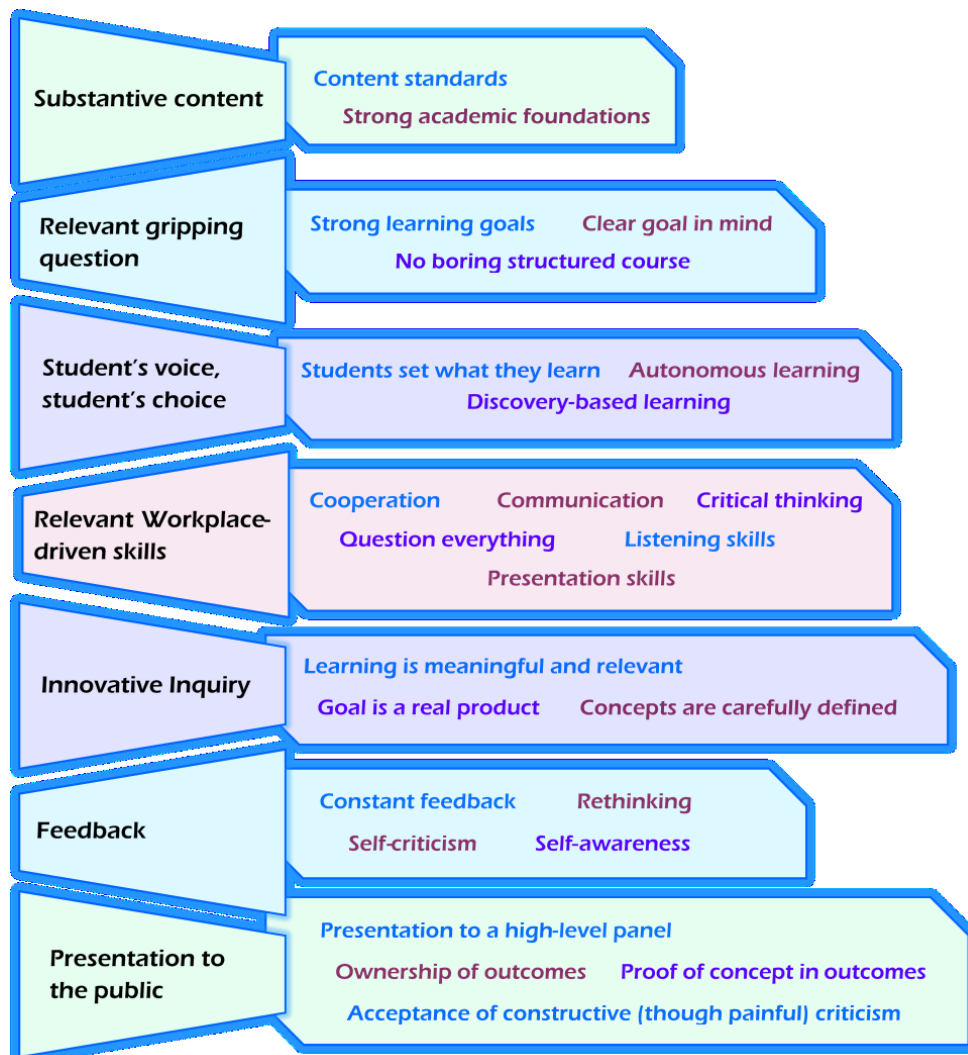 Substantive content
Content standards
Strong academic foundations
Relevant gripping
question
Strong learning goals Clear goal in mind
No boring structured course
Student's voice,
student's choice
Students set what they learn Autonomous learning
Discovery-based learning
Relevant Workplace-
driven skills
Cooperation Communication Critical thinking
Question everything Listening skills
Presentation skills
Innovative Inquiry
Learning is meaningful and relevant
Goal is a real product Concepts are carefully defined
Feedback
Constant feedback Rethinking
Self-criticism Self-awareness
Presentation to
the public
Presentation to a high-level panel
Ownership of outcomes Proof of concept in outcomes
Acceptance of constructive (though painful) criticism